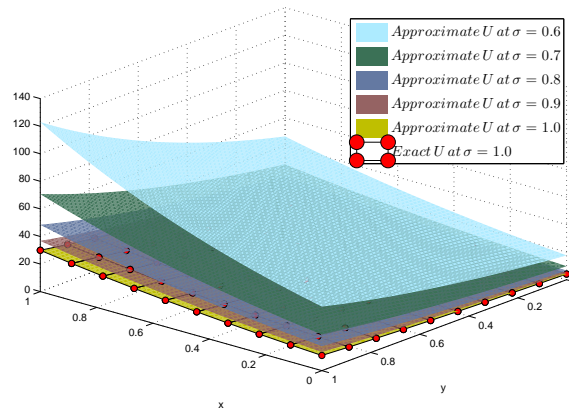 Approximate U at σ = 0.6
Approximate U at σ = 0.7
Approximate U at σ = 0.8
Approximate U at σ = 0.9
Approximate U at σ = 1.0
Exact U at σ = 1.0
140
120
100
80
60
40
20
0
1
0.8
0.6
0.4
0.2
0
x
1
0.8
0.6
0.4
0.2
y